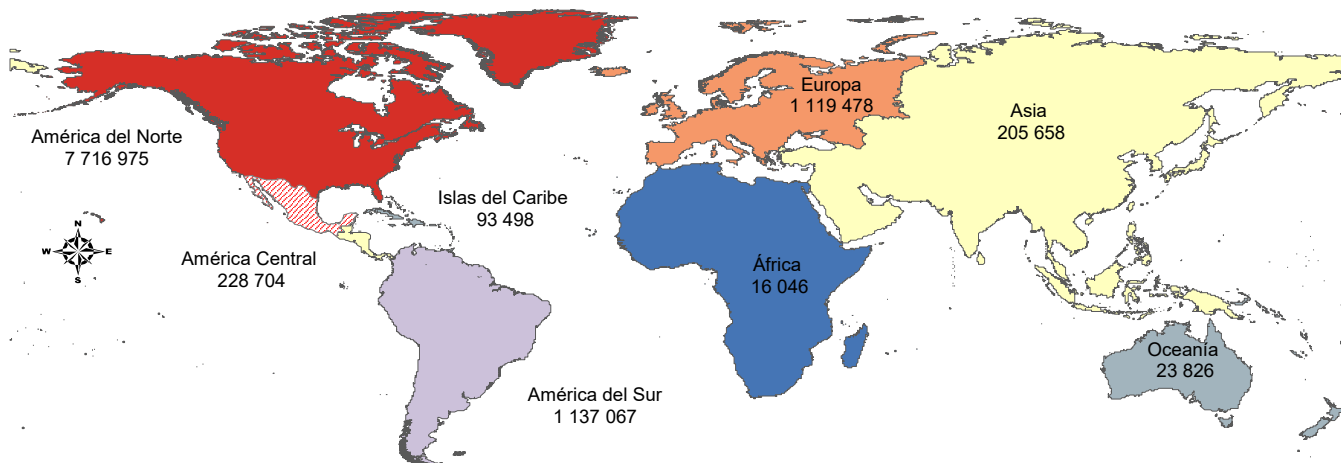 Europa
1 119 478
Asia
205 658
América del Norte
7 716 975
Islas del Caribe
93 498
N
W E
S
América Central
228 704
África
16 046
Oceanía
23 826
América del Sur
1 137 067